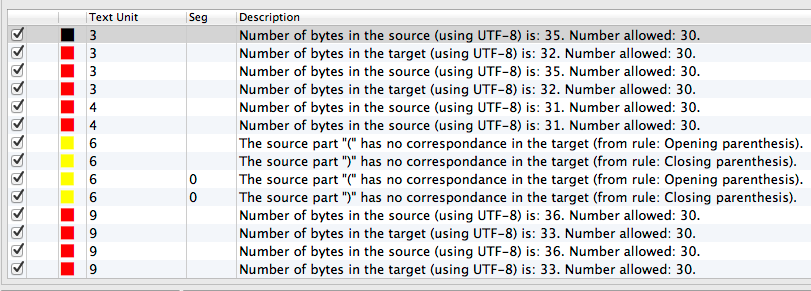 Text Unit Seg Description
3 Number of bytes in the source (using UTF-8) is: 35. Number allowed: 30.
3 Number of bytes in the target (using UTF-8) is: 32. Number allowed: 30.
3 Number of bytes in the source (using UTF-8) is: 35. Number allowed: 30.
3 Number of bytes in the target (using UTF-8) is: 32. Number allowed: 30.
4 Number of bytes in the source (using UTF-8) is: 31. Number allowed: 30.
4 Number of bytes in the source (using UTF-8) is: 31. Number allowed: 30.
6 The source part "(" has no correspondance in the target (from rule: Opening parenthesis).
6 The source part ")" has no correspondance in the target (from rule: Closing parenthesis).
6 0 The source part "(" has no correspondance in the target (from rule: Opening parenthesis).
6 0 The source part ")" has no correspondance in the target (from rule: Closing parenthesis).
9 Number of bytes in the source (using UTF-8) is: 36. Number allowed: 30.
9 Number of bytes in the target (using UTF-8) is: 33. Number allowed: 30.
9 Number of bytes in the source (using UTF-8) is: 36. Number allowed: 30.
9 Number of bytes in the target (using UTF-8) is: 33. Number allowed: 30.